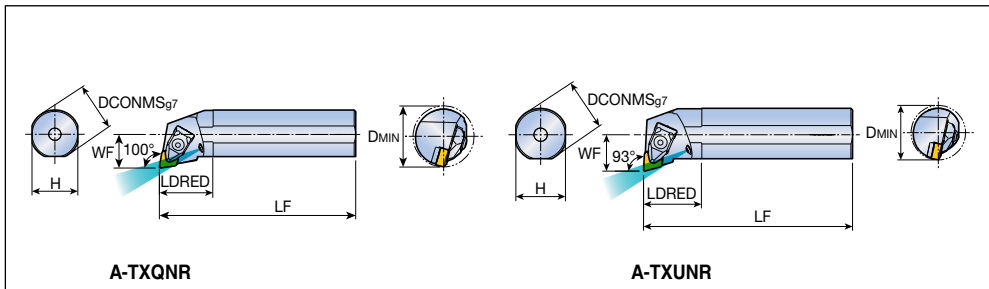 DCONMSg7
WF
100°
H
LDRED
LF
DMIN
A-TXQNR
DCONMSg7
WF
93°
H
LDRED
LF
DMIN
A-TXUNR